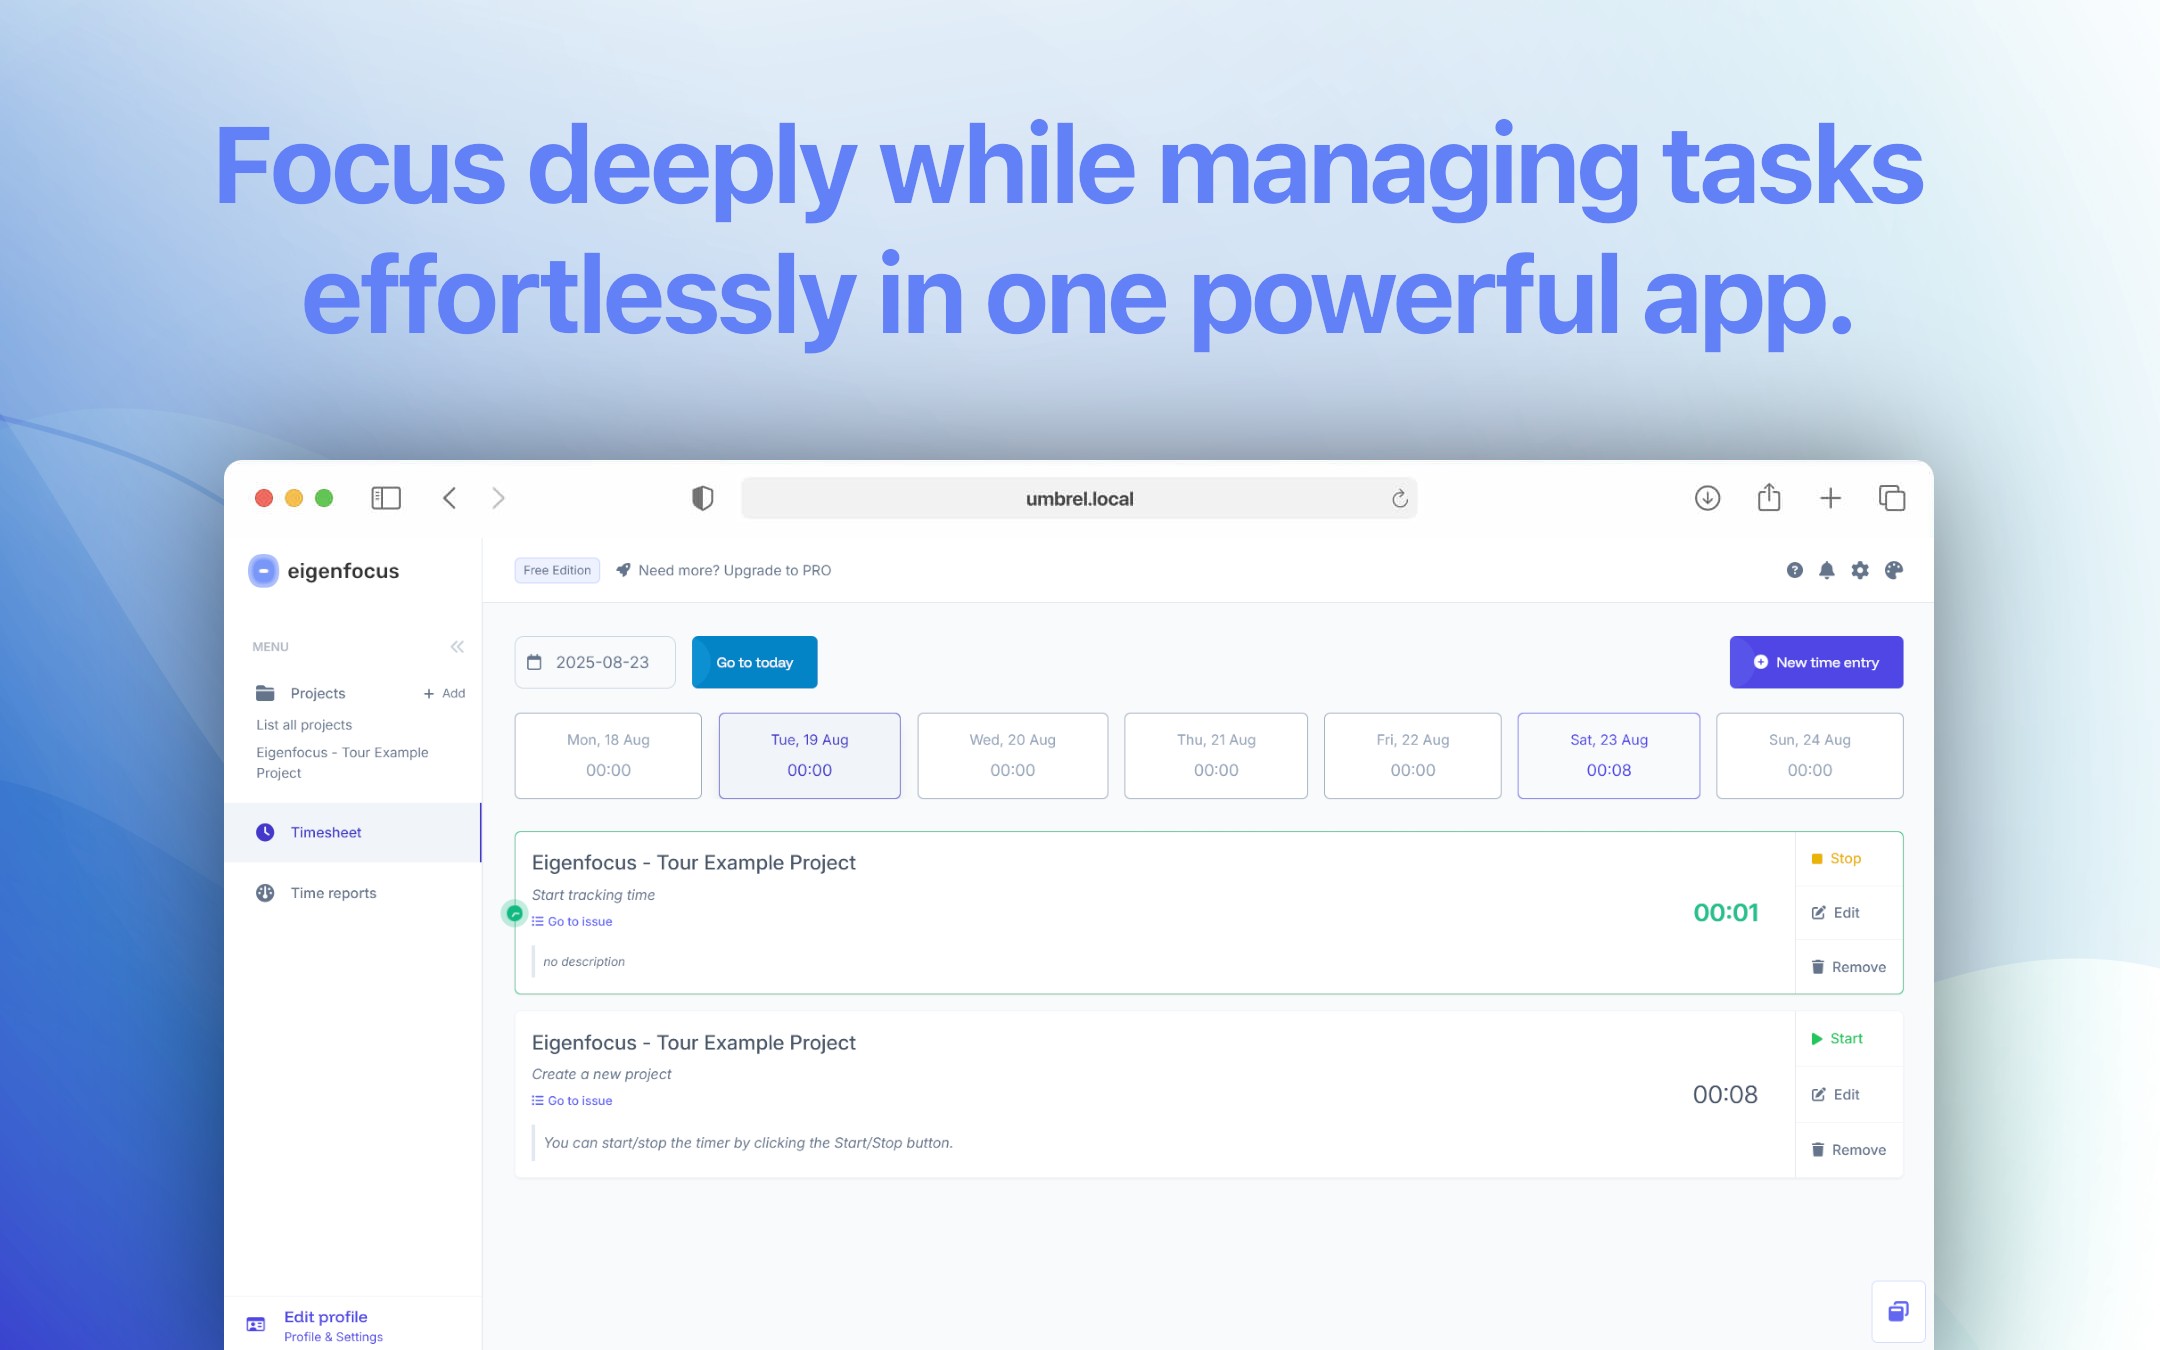 Focus deeply while managing tasks
effortlessly in one powerful app.
umbrel.local
eigenfocus
Free Edition
Need more? Upgrade to PRO
MENU
Projects
Add
List all projects
Eigenfocus - Tour Example
Project
Timesheet
Time reports
Edit profile
Profile & Settings
2025-08-23
Go to today
New time entry
Mon, 18 Aug
00:00
Tue, 19 Aug
00:00
Wed, 20 Aug
00:00
Thu, 21 Aug
00:00
Fri, 22 Aug
00:00
Sat, 23 Aug
00:08
Sun, 24 Aug
00:00
Eigenfocus - Tour Example Project
Start tracking time
Go to issue
no description
00:01
Stop
Edit
Remove
Eigenfocus - Tour Example Project
Create a new project
Go to issue
You can start/stop the timer by clicking the Start/Stop button.
00:08
Start
Edit
Remove